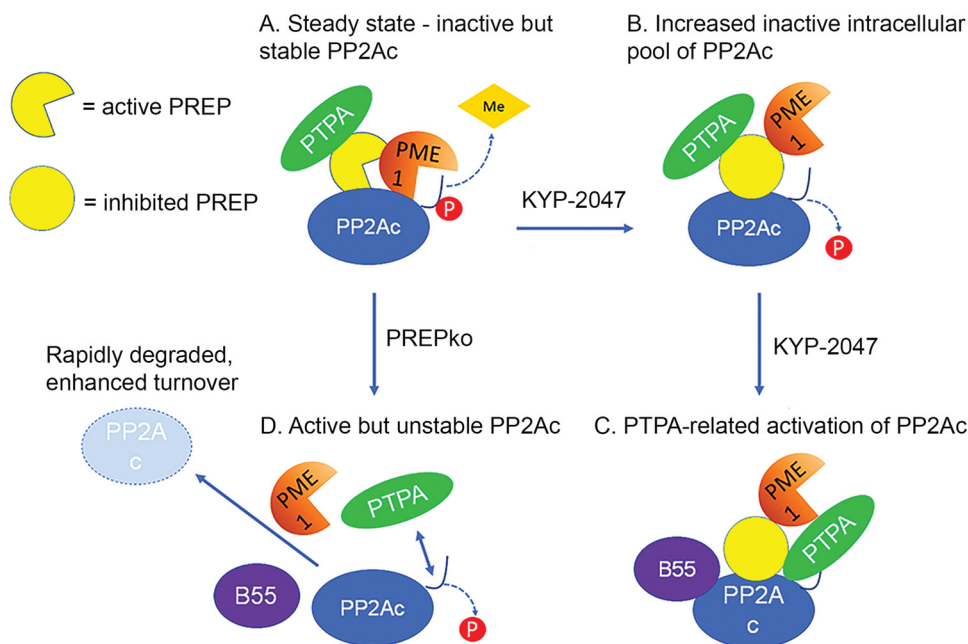 A. Steady state - inactive but
stable PP2Ac
B. Increased inactive intracellular
pool of PP2Ac
= active PREP
= inhibited PREP
PTPA
PME
1
Me
P
PP2Ac
KYP-2047
PTPA
PME
1
PP2Ac
P
PREPko
KYP-2047
Rapidly degraded,
enhanced turnover
PP2A
c
D. Active but unstable PP2Ac
PME
1
PTPA
B55
PP2Ac
P
C. PTPA-related activation of PP2Ac
PME
1
PTPA
B55
PP2A
c